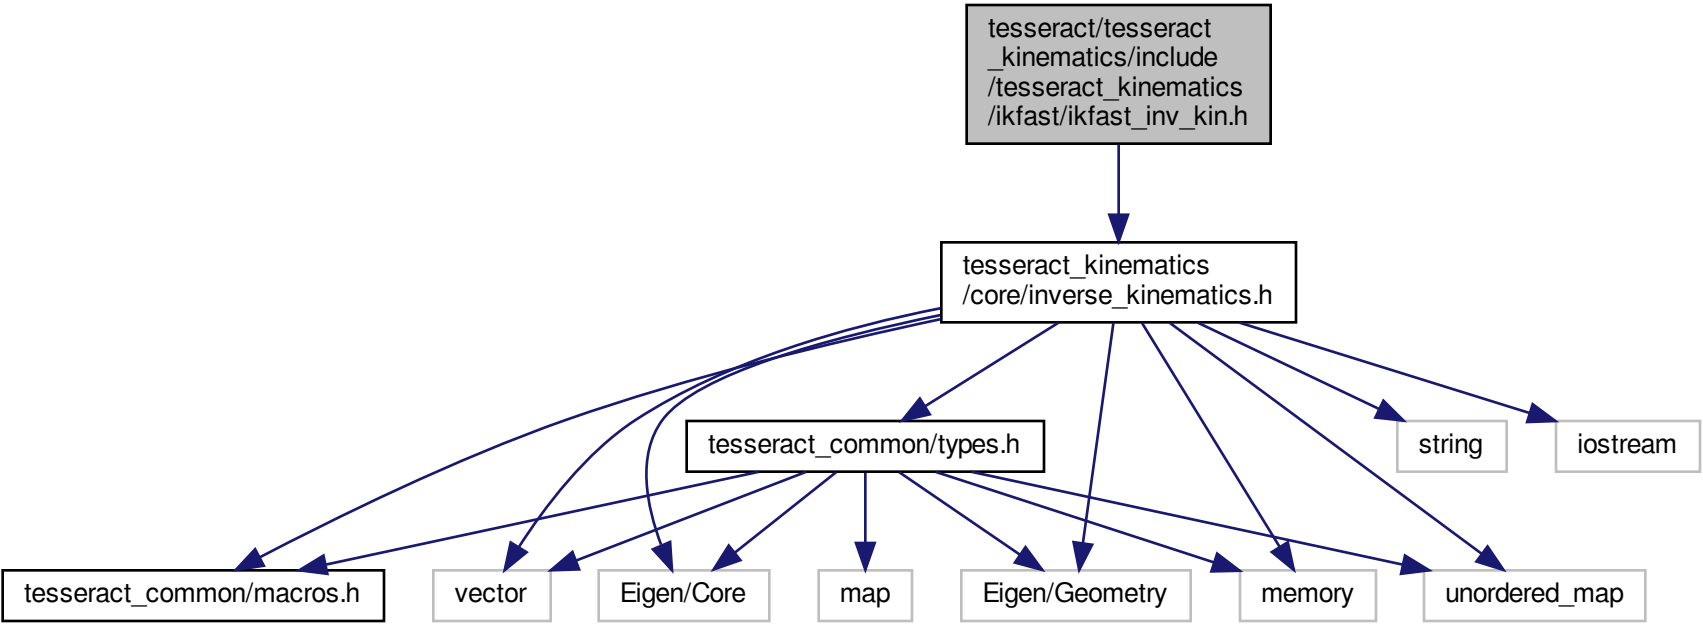 tesseract/tesseract
_kinematics/include
/tesseract_kinematics
/ikfast/ikfast_inv_kin.h
tesseract_kinematics
/core/inverse_kinematics.h
tesseract_common/types.h
string
iostream
tesseract_common/macros.h
vector
Eigen/Core
map
Eigen/Geometry
memory
unordered_map